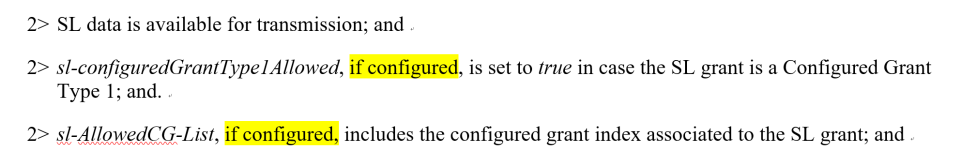 2> SL data is available for transmission; and
2> sl-configuredGrantType1Allowed, if configured, is set to true in case the SL grant is a Configured Grant
Type 1; and.
2> sl-AllowedCG-List, if configured, includes the configured grant index associated to the SL grant; and